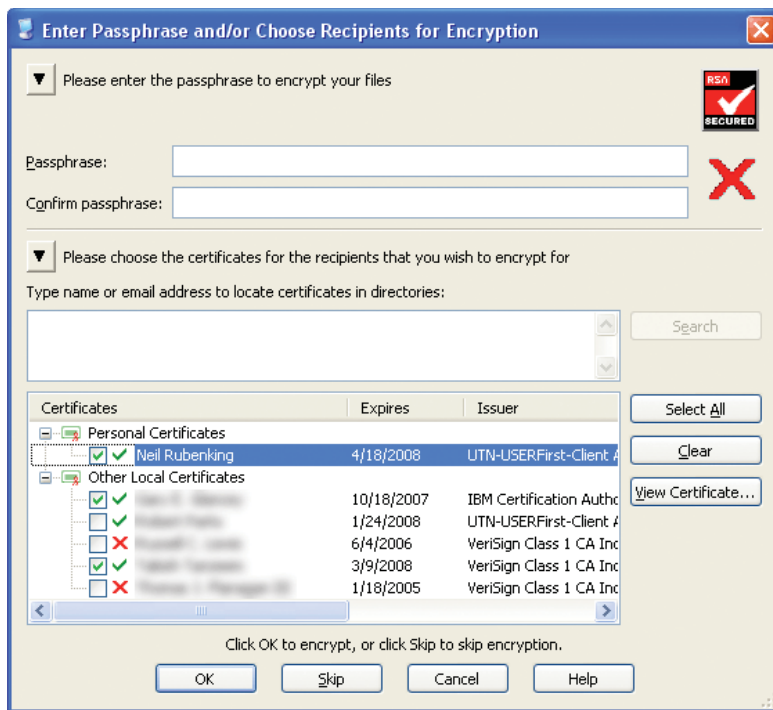 Enter Passphrase and/or Choose Recipients for Encryption
Please enter the passphrase to encrypt your files
RSA
SECURED
Passphrase:
Confirm passphrase:
Please choose the certificates for the recipients that you wish to encrypt for
Type name or email address to locate certificates in directories:
Search
Certificates Expires Issuer
Select All
Personal Certificates
Neil Rubenking 4/18/2008 UTN-USERFirst-Client A
Clear
Other Local Certificates
10/18/2007 IBM Certification Autho
View Certificate...
1/24/2008 UTN-USERFirst-Client A
6/4/2006 VeriSign Class 1 CA Ind
3/9/2008 VeriSign Class 1 CA Ind
1/18/2005 VeriSign Class 1 CA Ind
Click OK to encrypt, or click Skip to skip encryption.
OK Skip Cancel Help